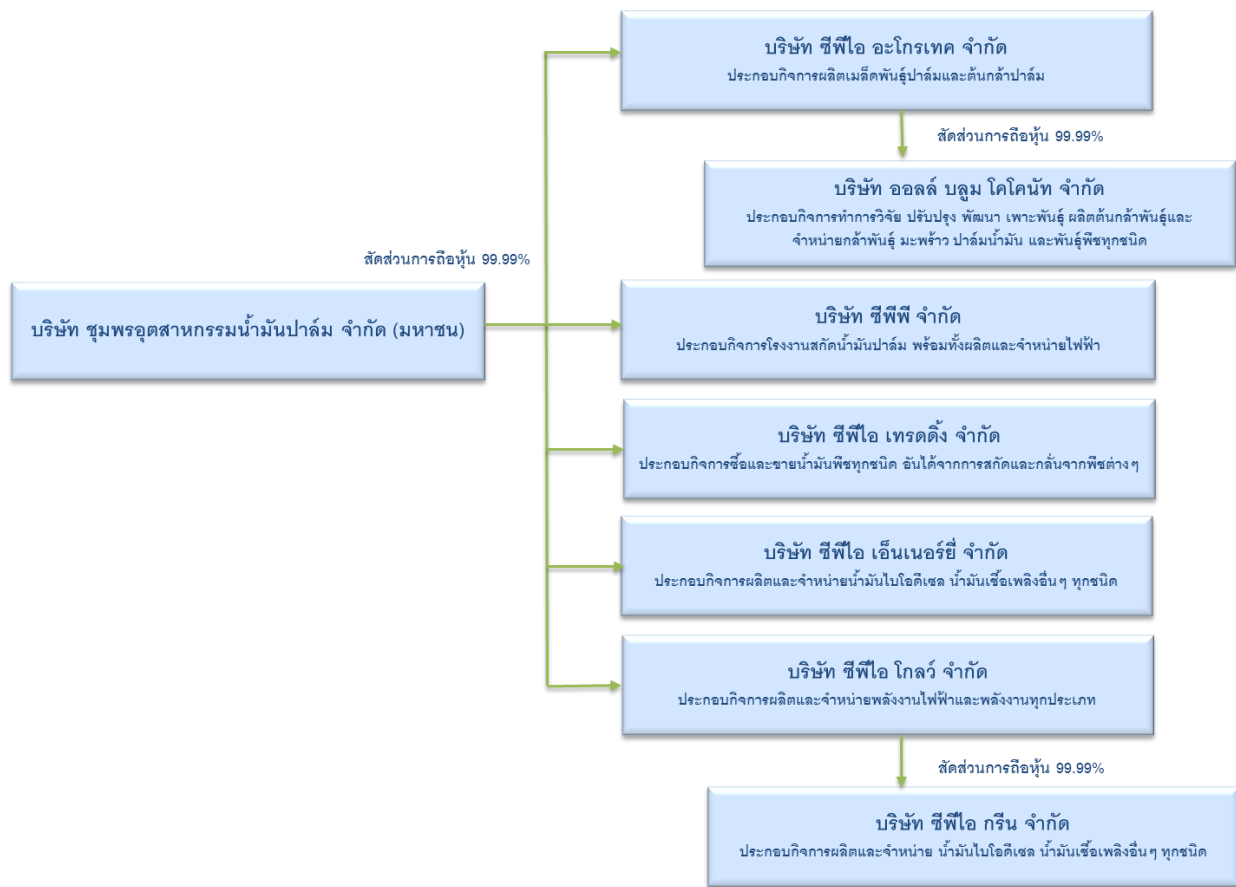 บริษัท ซีพีไอ อะโกรเทค จำกัด
ประกอบกิจการผลิตเมล็ดพันธุ์ปาล์มและต้นกล้าปาล์ม
สัดส่วนการถือหุ้น 99.99%
บริษัท ออลล์ บลูม โคโคนัท จำกัด
ประกอบกิจการทำการวิจัย ปรับปรุง พัฒนา เพาะพันธุ์ ผลิตต้นกล้าพันธุ์และ
จำหน่ายกล้าพันธุ์ มะพร้าว ปาล์มน้ำมัน และพันธุ์พืชทุกชนิด
สัดส่วนการถือหุ้น 99.99%
บริษัท ชุมพรอุตสาหกรรมน้ำมันปาล์ม จำกัด (มหาชน)
บริษัท ซีพีพี จำกัด
ประกอบกิจการโรงงานสกัดน้ำมันปาล์ม พร้อมทั้งผลิตและจำหน่ายไฟฟ้า
บริษัท ซีพีไอ เทรดดิ้ง จำกัด
ประกอบกิจการซื้อและขายน้ำมันพืชทุกชนิด อันได้จากการสกัดและกลั่นจากพืชต่างๆ
บริษัท ซีพีไอ เอ็นเนอร์ยี่ จำกัด
ประกอบกิจการผลิตและจำหน่ายน้ำมันไบโอดีเซล น้ำมันเชื้อเพลิงอื่นๆ ทุกชนิด
บริษัท ซีพีไอ โกลว์ จำกัด
ประกอบกิจการผลิตและจำหน่ายพลังงานไฟฟ้าและพลังงานทุกประเภท
สัดส่วนการถือหุ้น 99.99%
บริษัท ซีพีไอ กรีน จำกัด
ประกอบกิจการผลิตและจำหน่าย น้ำมันไบโอดีเซล น้ำมันเชื้อเพลิงอื่นๆ ทุกชนิด